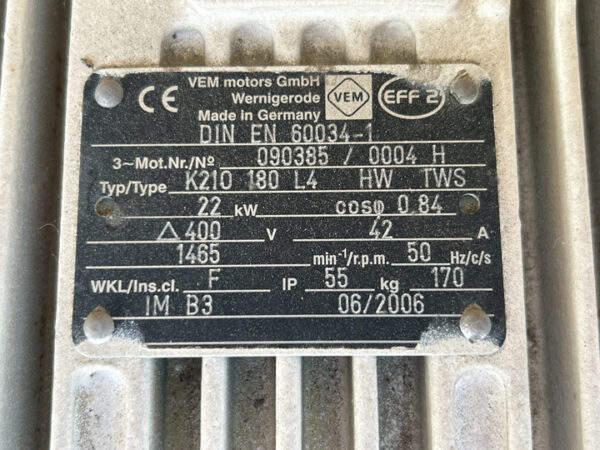 CE
VEM motors GmbH
Wernigerode
Made in Germany
VEM
EFF 2
DIN EN 60034-1
3~Mot.Nr./Nº 090385 / 0004 H
Typ/Type K210 180 L4 HW TWS
22 kW cosφ 0.84
△ 400 V 42 A
1465 min⁻¹/r.p.m. 50 Hz/c/s
WKL/Ins.cl. F IP 55 kg 170
IM B3 06/2006